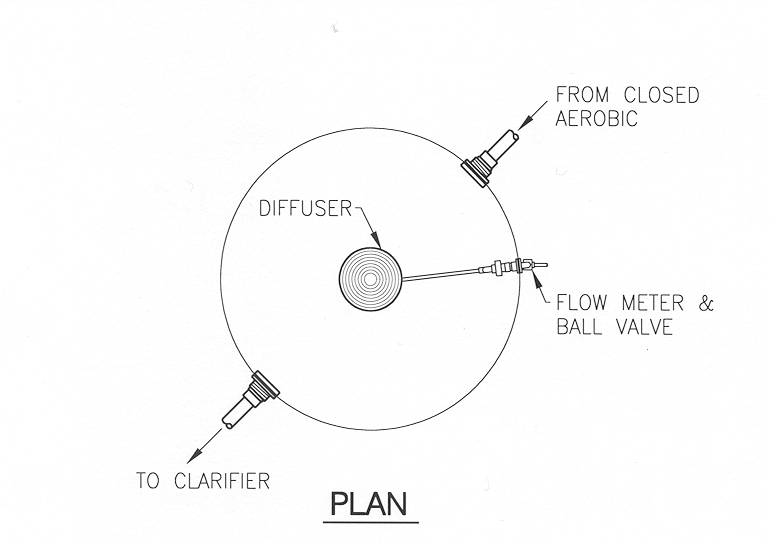 FROM CLOSED
AEROBIC
DIFFUSER
FLOW METER &
BALL VALVE
TO CLARIFIER
PLAN